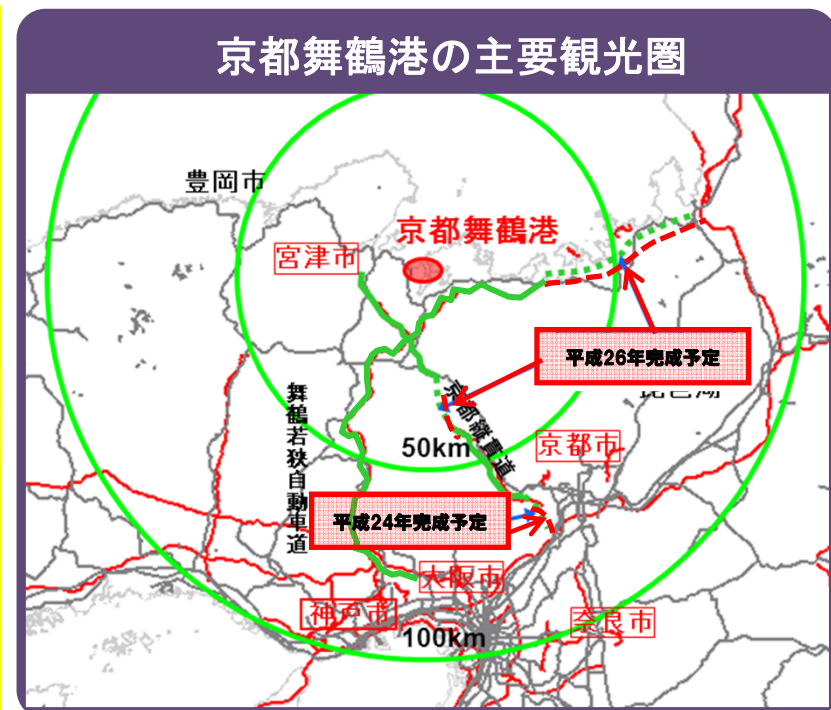 京都舞鶴港の主要観光圏
豊岡市
京都舞鶴港
宮津市
平成26年完成予定
琵琶湖
舞鶴若狭自動車道
京都縦貫道
50km
京都市
平成24年完成予定
大阪市
神戸市
奈良市
100km